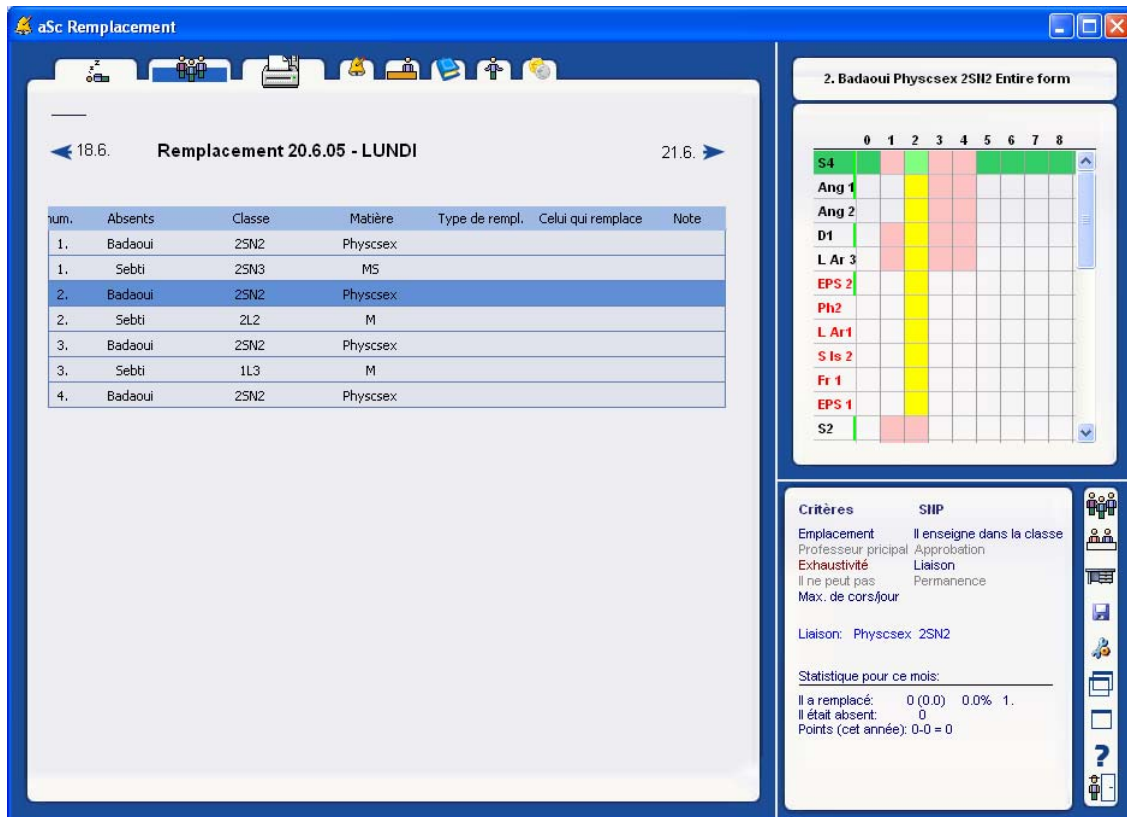 aSc Remplacement
18.6. Remplacement 20.6.05 - LUNDI 21.6.
num. Absents Classe Matière Type de rempl. Celui qui remplace Note
1. Badaoui 2SN2 Physcsex
1. Sebti 2SN3 MS
2. Badaoui 2SN2 Physcsex
2. Sebti 2L2 M
3. Badaoui 2SN2 Physcsex
3. Sebti 1L3 M
4. Badaoui 2SN2 Physcsex
2. Badaoui Physcsex 2SN2 Entire form
0 1 2 3 4 5 6 7 8
S4
Ang 1
Ang 2
D1
L Ar 3
EPS 2
Ph2
L Ar1
S Is 2
Fr 1
EPS 1
S2
Critères SNP
Emplacement Il enseigne dans la classe
Professeur pricipal Approbation
Exhaustivité Liaison
Il ne peut pas Permanence
Max. de cors/jour
Liaison: Physcsex 2SN2
Statistique pour ce mois:
Il a remplacé: 0 (0.0) 0.0% 1.
Il était absent: 0
Points (cet année): 0-0 = 0